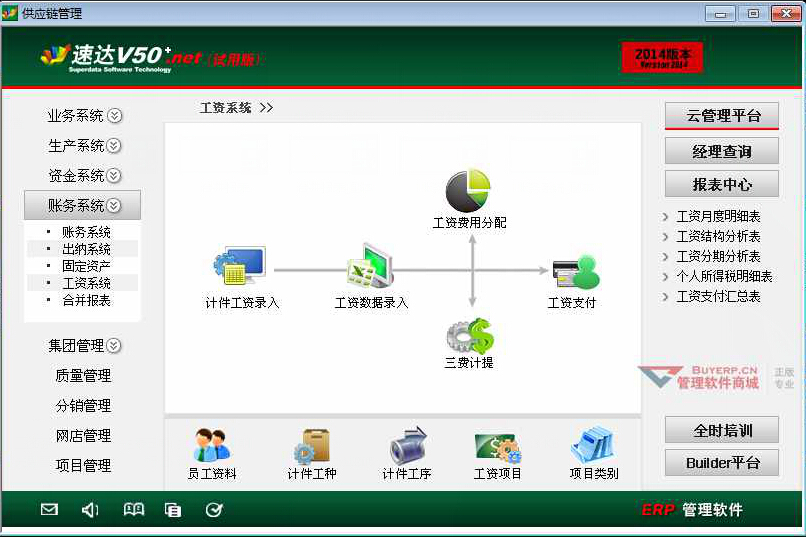 供应链管理
速达V50+.net(试用版)
Superdata Software Technology
2014版本
Version 2014
业务系统
生产系统
资金系统
账务系统
账务系统
出纳系统
固定资产
工资系统
合并报表
集团管理
质量管理
分销管理
网店管理
项目管理
工资系统 >>
工资费用分配
计件工资录入
工资数据录入
工资支付
三费计提
员工资料
计件工种
计件工序
工资项目
项目类别
云管理平台
经理查询
报表中心
工资月度明细表
工资结构分析表
工资分期分析表
个人所得税明细表
工资支付汇总表
BUYERP.CN
管理软件商城
正版
专业
全时培训
Builder平台
ERP 管理软件